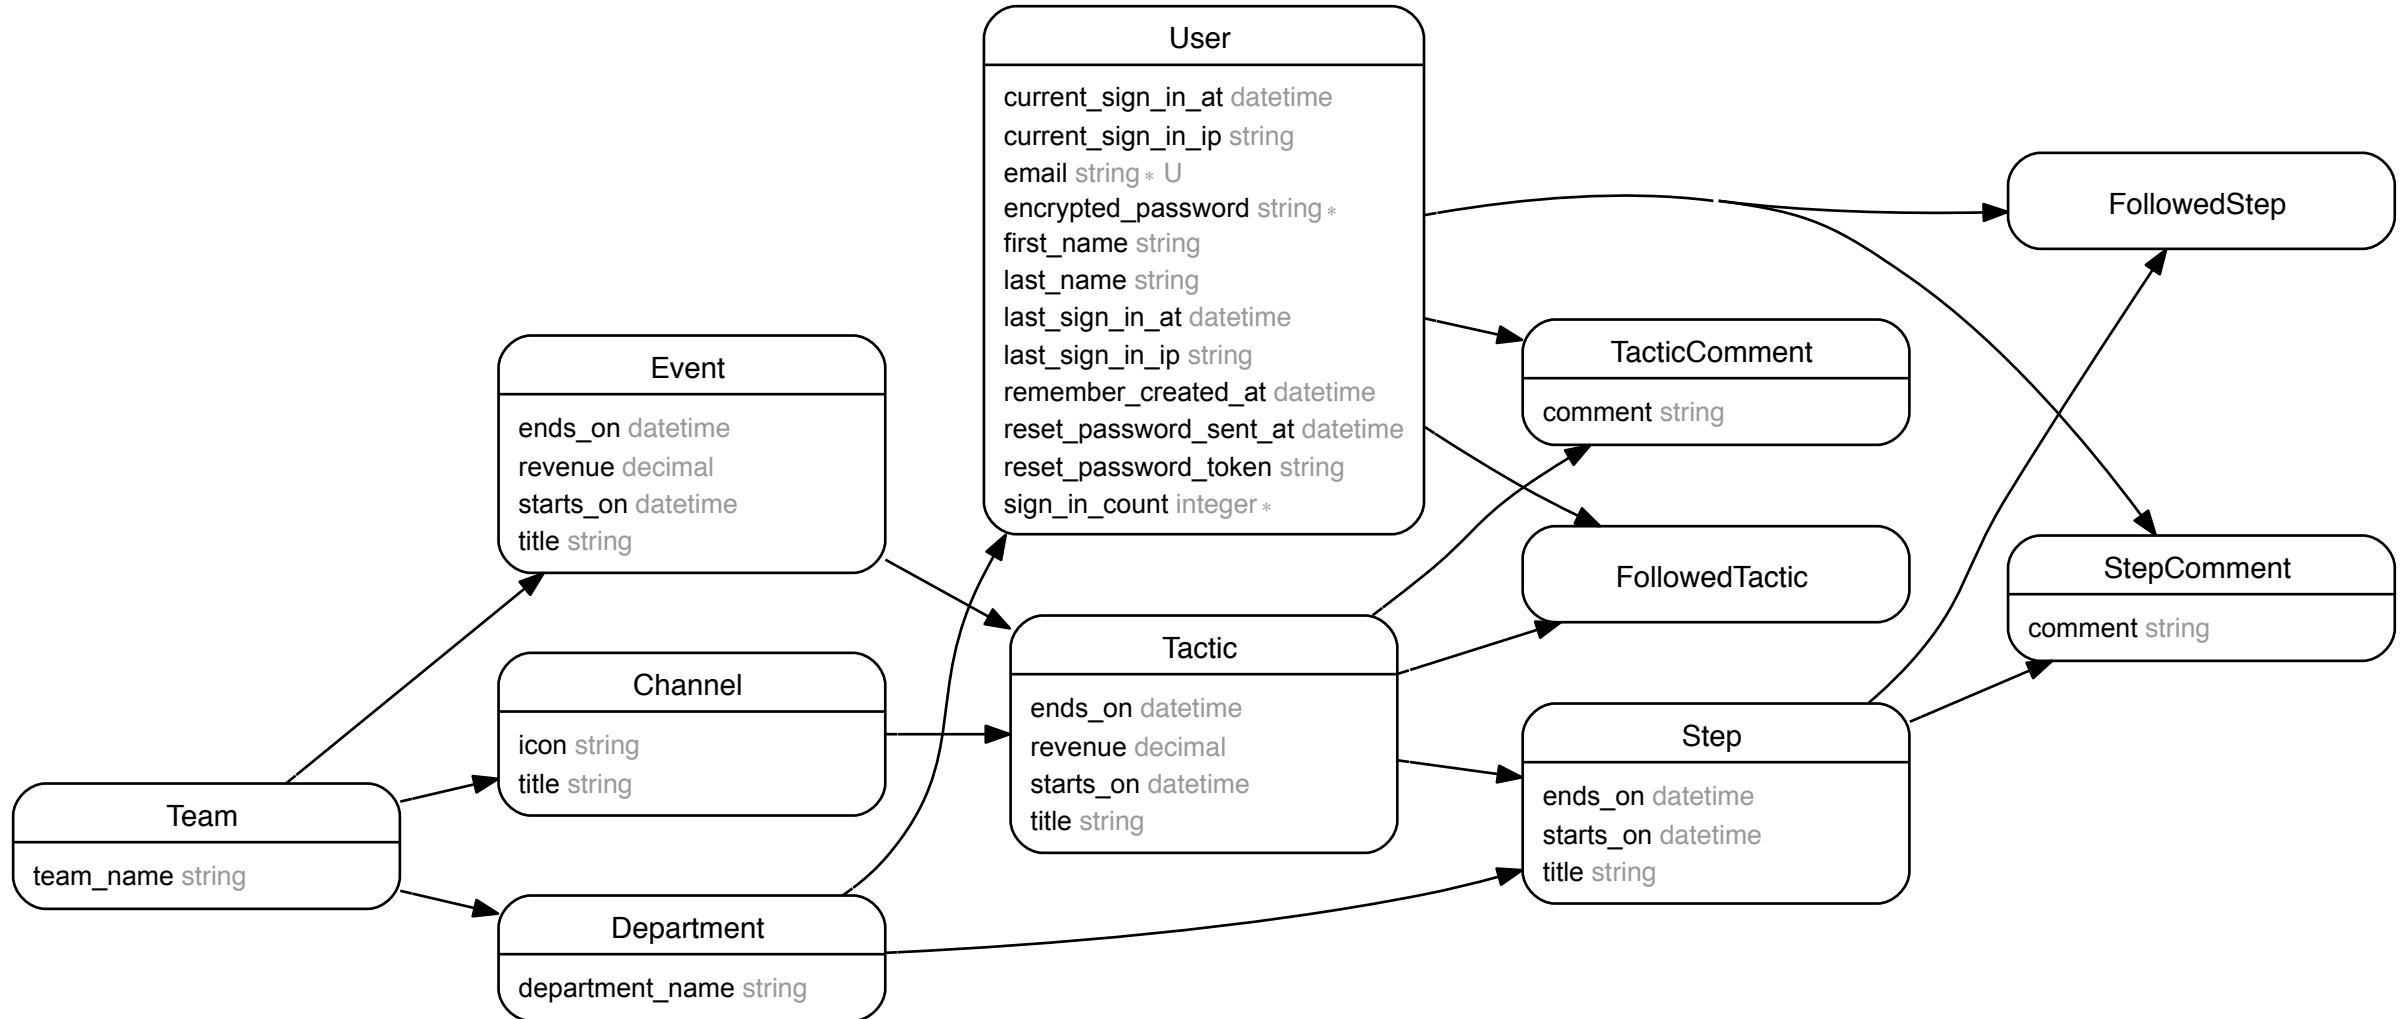 User
current_sign_in_at datetime
current_sign_in_ip string
email string * U
encrypted_password string *
first_name string
last_name string
last_sign_in_at datetime
last_sign_in_ip string
remember_created_at datetime
reset_password_sent_at datetime
reset_password_token string
sign_in_count integer *
FollowedStep
TacticComment
comment string
Event
ends_on datetime
revenue decimal
starts_on datetime
title string
FollowedTactic
StepComment
comment string
Channel
icon string
title string
Tactic
ends_on datetime
revenue decimal
starts_on datetime
title string
Step
ends_on datetime
starts_on datetime
title string
Team
team_name string
Department
department_name string